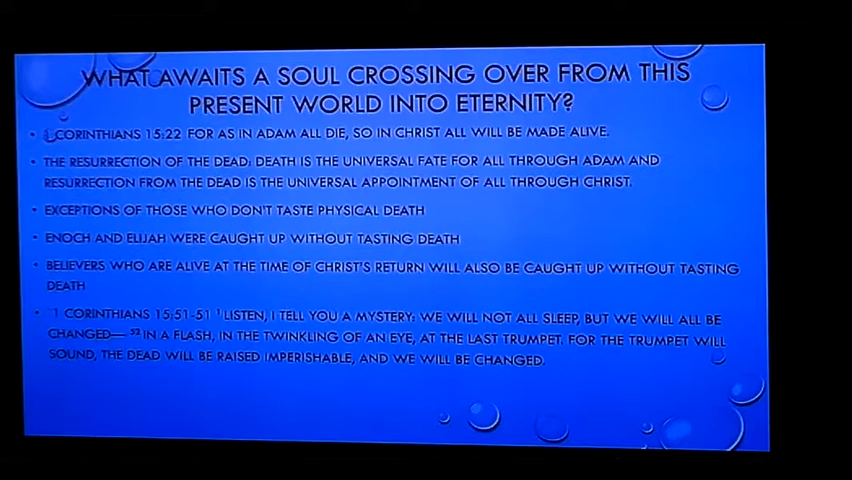 WHAT AWAITS A SOUL CROSSING OVER FROM THIS
PRESENT WORLD INTO ETERNITY?
• 1 CORINTHIANS 15:22 FOR AS IN ADAM ALL DIE, SO IN CHRIST ALL WILL BE MADE ALIVE.
• THE RESURRECTION OF THE DEAD: DEATH IS THE UNIVERSAL FATE FOR ALL THROUGH ADAM AND
RESURRECTION FROM THE DEAD IS THE UNIVERSAL APPOINTMENT OF ALL THROUGH CHRIST.
• EXCEPTIONS OF THOSE WHO DON'T TASTE PHYSICAL DEATH
• ENOCH AND ELIJAH WERE CAUGHT UP WITHOUT TASTING DEATH
• BELIEVERS WHO ARE ALIVE AT THE TIME OF CHRIST'S RETURN WILL ALSO BE CAUGHT UP WITHOUT TASTING
DEATH
• 1 CORINTHIANS 15:51-51 ¹ LISTEN, I TELL YOU A MYSTERY: WE WILL NOT ALL SLEEP, BUT WE WILL ALL BE
CHANGED— ⁵² IN A FLASH, IN THE TWINKLING OF AN EYE, AT THE LAST TRUMPET. FOR THE TRUMPET WILL
SOUND, THE DEAD WILL BE RAISED IMPERISHABLE, AND WE WILL BE CHANGED.